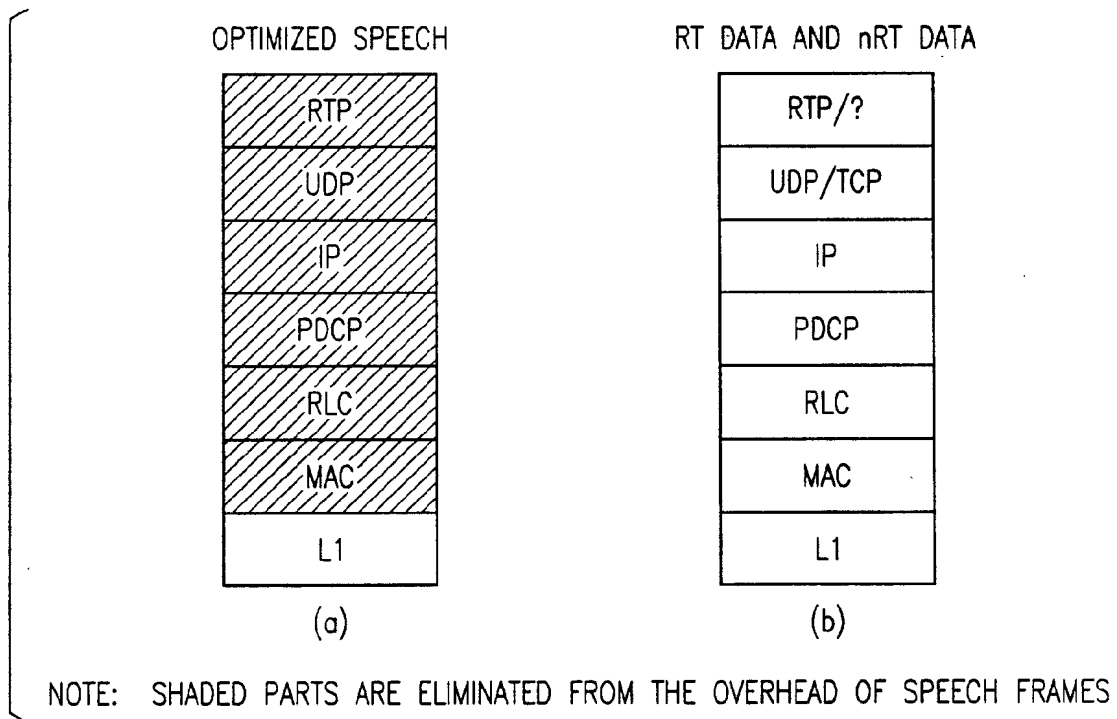 OPTIMIZED SPEECH
RTP
UDP
IP
PDCP
RLC
MAC
L1
(a)
RT DATA AND nRT DATA
RTP/?
UDP/TCP
IP
PDCP
RLC
MAC
L1
(b)
NOTE: SHADED PARTS ARE ELIMINATED FROM THE OVERHEAD OF SPEECH FRAMES